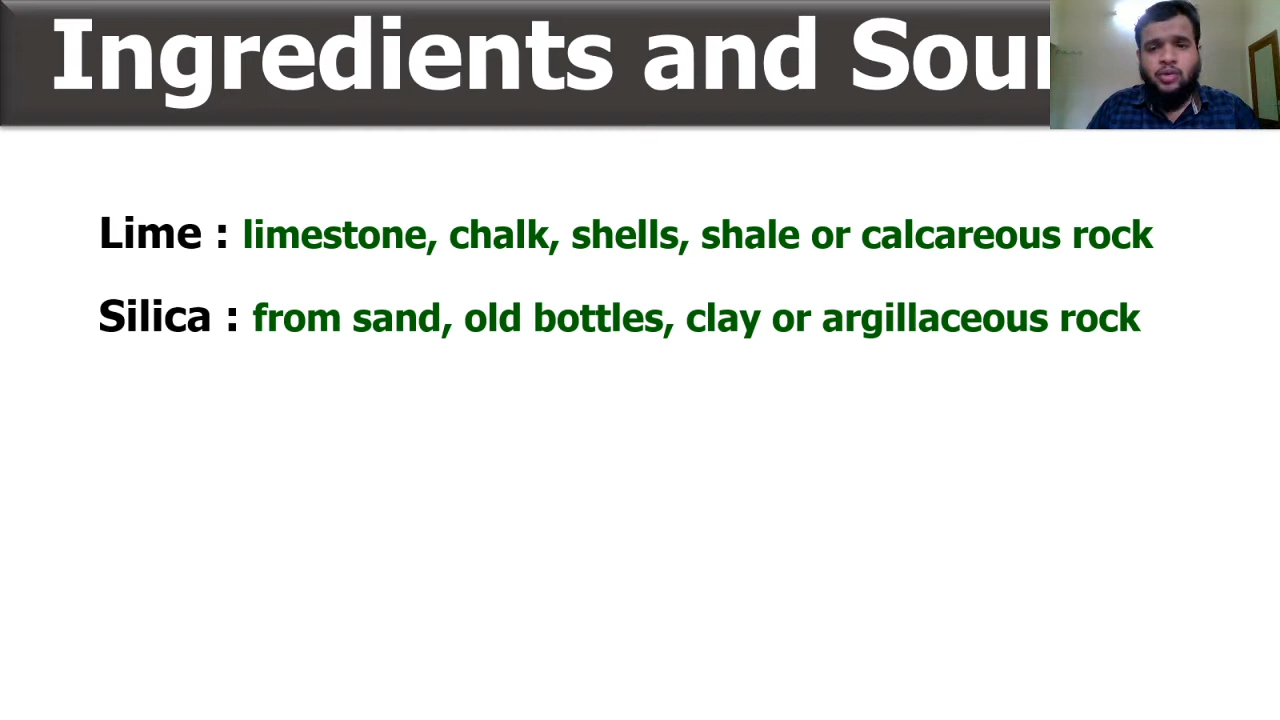 Ingredients and Sour
Lime : limestone, chalk, shells, shale or calcareous rock
Silica : from sand, old bottles, clay or argillaceous rock